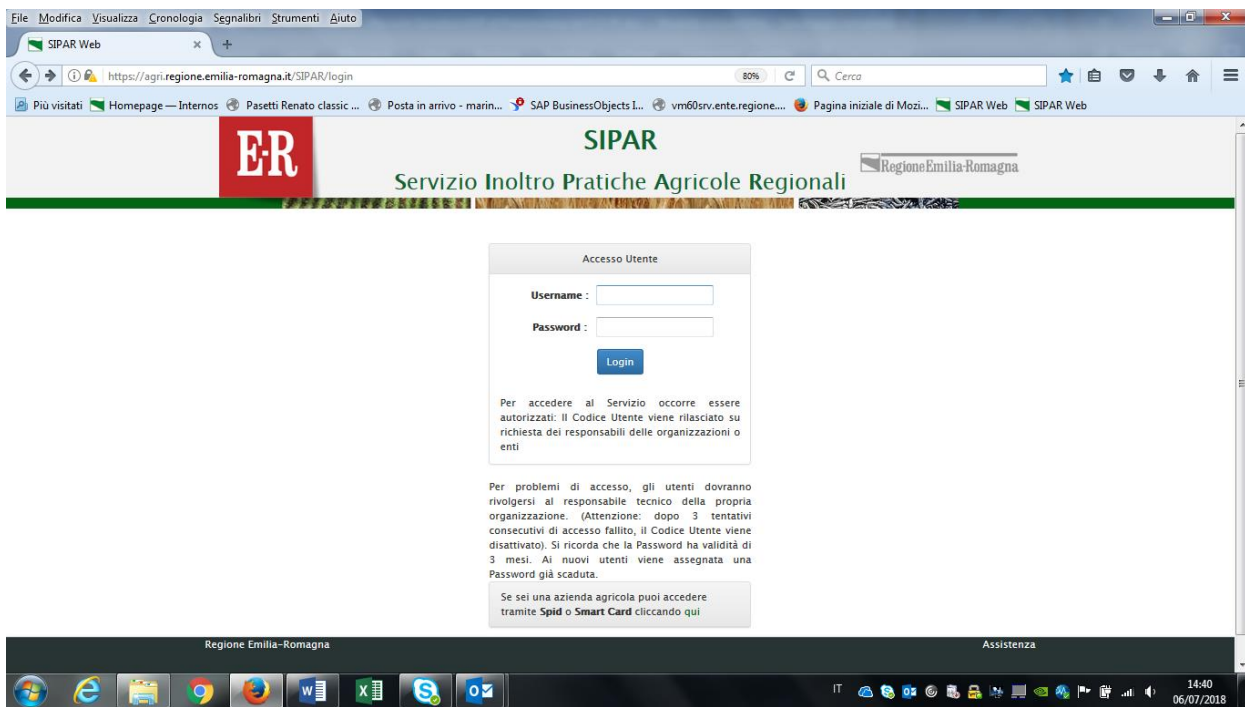 File Modifica Visualizza Cronologia Segnalibri Strumenti Aiuto
SIPAR Web
https://agri.regione.emilia-romagna.it/SIPAR/login
80%
Cerca
Più visitati Homepage — Internos Pasetti Renato classic ... Posta in arrivo - marin... SAP BusinessObjects I... vm60srv.ente.regione.... Pagina iniziale di Mozi... SIPAR Web SIPAR Web
E-R
SIPAR
Servizio Inoltro Pratiche Agricole Regionali
RegioneEmilia-Romagna
Accesso Utente
Username :
Password :
Login
Per accedere al Servizio occorre essere
autorizzati: Il Codice Utente viene rilasciato su
richiesta dei responsabili delle organizzazioni o
enti
Per problemi di accesso, gli utenti dovranno
rivolgersi al responsabile tecnico della propria
organizzazione. (Attenzione: dopo 3 tentativi
consecutivi di accesso fallito, il Codice Utente viene
disattivato). Si ricorda che la Password ha validità di
3 mesi. Ai nuovi utenti viene assegnata una
Password già scaduta.
Se sei una azienda agricola puoi accedere
tramite Spid o Smart Card cliccando qui
Regione Emilia-Romagna
Assistenza
IT
14:40
06/07/2018